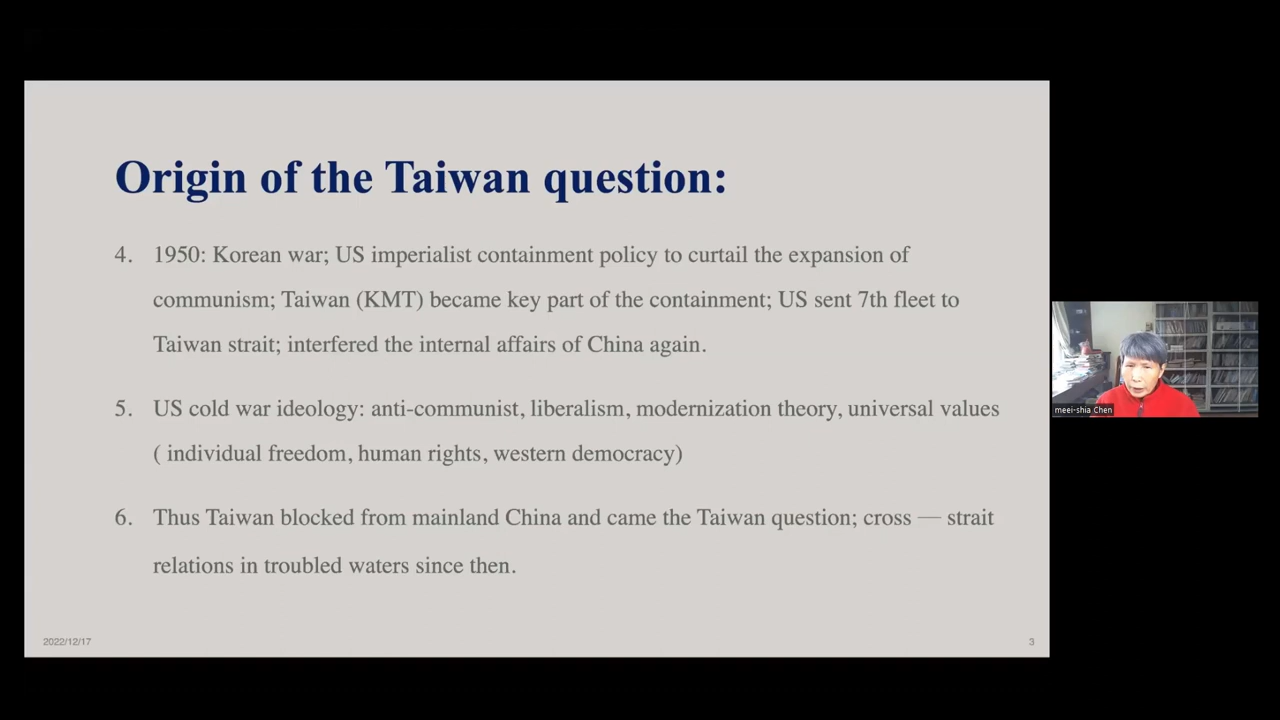 Origin of the Taiwan question:
4. 1950: Korean war; US imperialist containment policy to curtail the expansion of
communism; Taiwan (KMT) became key part of the containment; US sent 7th fleet to
Taiwan strait; interfered the internal affairs of China again.
5. US cold war ideology: anti-communist, liberalism, modernization theory, universal values
( individual freedom, human rights, western democracy)
6. Thus Taiwan blocked from mainland China and came the Taiwan question; cross — strait
relations in troubled waters since then.
2022/12/17
3
meei-shia Chen